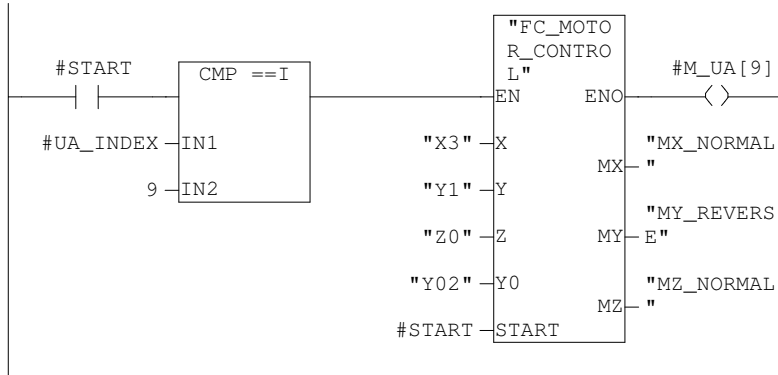 "FC_MOTO
R_CONTRO
L"
#START
CMP ==I
#M_UA[9]
EN ENO
#UA_INDEX IN1
"X3" X
"MX_NORMAL
MX "
9 IN2
"Y1" Y
"MY_REVERS
"Z0" Z
MY E"
"Y02" Y0
"MZ_NORMAL
MZ "
#START START